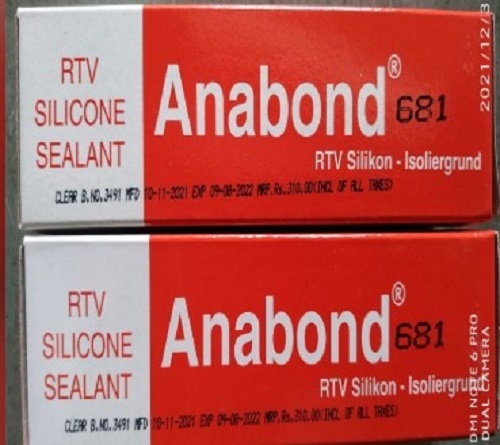 RTV
SILICONE
SEALANT
Anabond® 681
RTV Silikon - Isoliergrund
CLEAR B.NO.3491 MFD 10-11-2021 EXP 09-08-2022 MRP.Rs.310.00(INCL OF ALL TAXES)
RTV
SILICONE
SEALANT
Anabond® 681
RTV Silikon - Isoliergrund
CLEAR B.NO.3491 MFD 10-11-2021 EXP 09-08-2022 MRP.Rs.310.00(INCL OF ALL TAXES)
2021/12/3
DMI NOTE 6 PRO
DUAL CAMERA